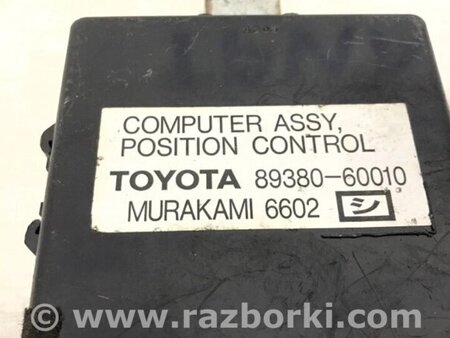 COMPUTER ASSY,
POSITION CONTROL
TOYOTA 89380-60010
MURAKAMI 6602 シ
www.razborki.com